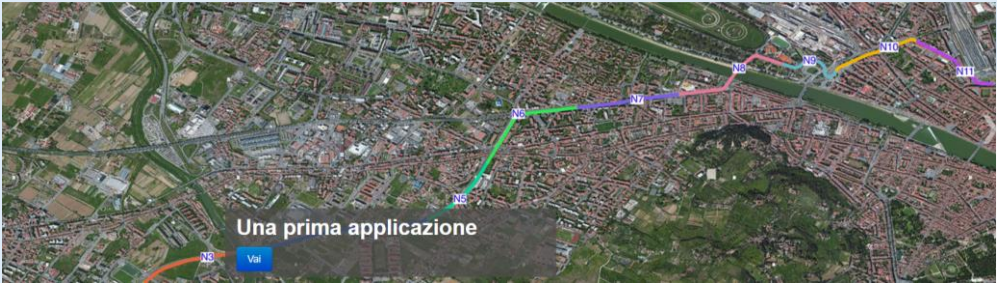 N10
N9
N8
N11
N7
N6
N5
Una prima applicazione
N3
Vai